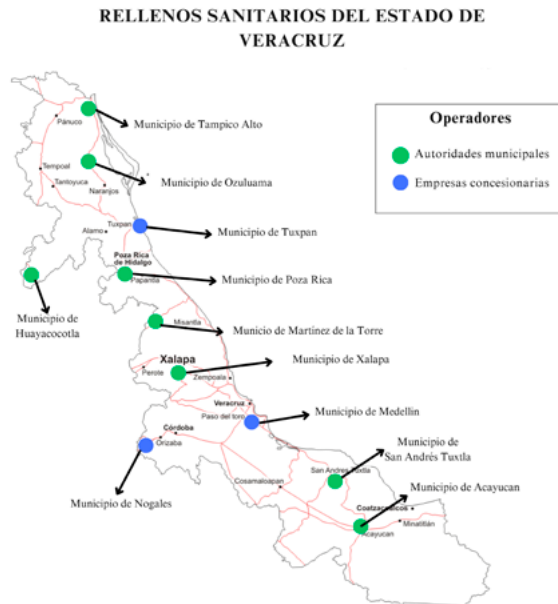 RELLENOS SANITARIOS DEL ESTADO DE
VERACRUZ
Operadores
Autoridades municipales
Empresas concesionarias
Pánuco
Municipio de Tampico Alto
Tempoal
Tantoyuca
Naranjos
Municipio de Ozuluama
Tuxpan
Alamo
Municipio de Tuxpan
Poza Rica
de Hidalgo
Papantla
Municipio de Poza Rica
Municipio de
Huayacocotla
Misantla
Municio de Martínez de la Torre
Xalapa
Municipio de Xalapa
Perote
Zempoala
Veracruz
Paso del toro
Municipio de Medellin
Córdoba
Orizaba
Municipio de
San Andrés Tuxtla
San Andres Tuxtla
Cosamaloapan
Municipio de Nogales
Municipio de Acayucan
Coatzacoalcos
Minatitlán
Acayucan